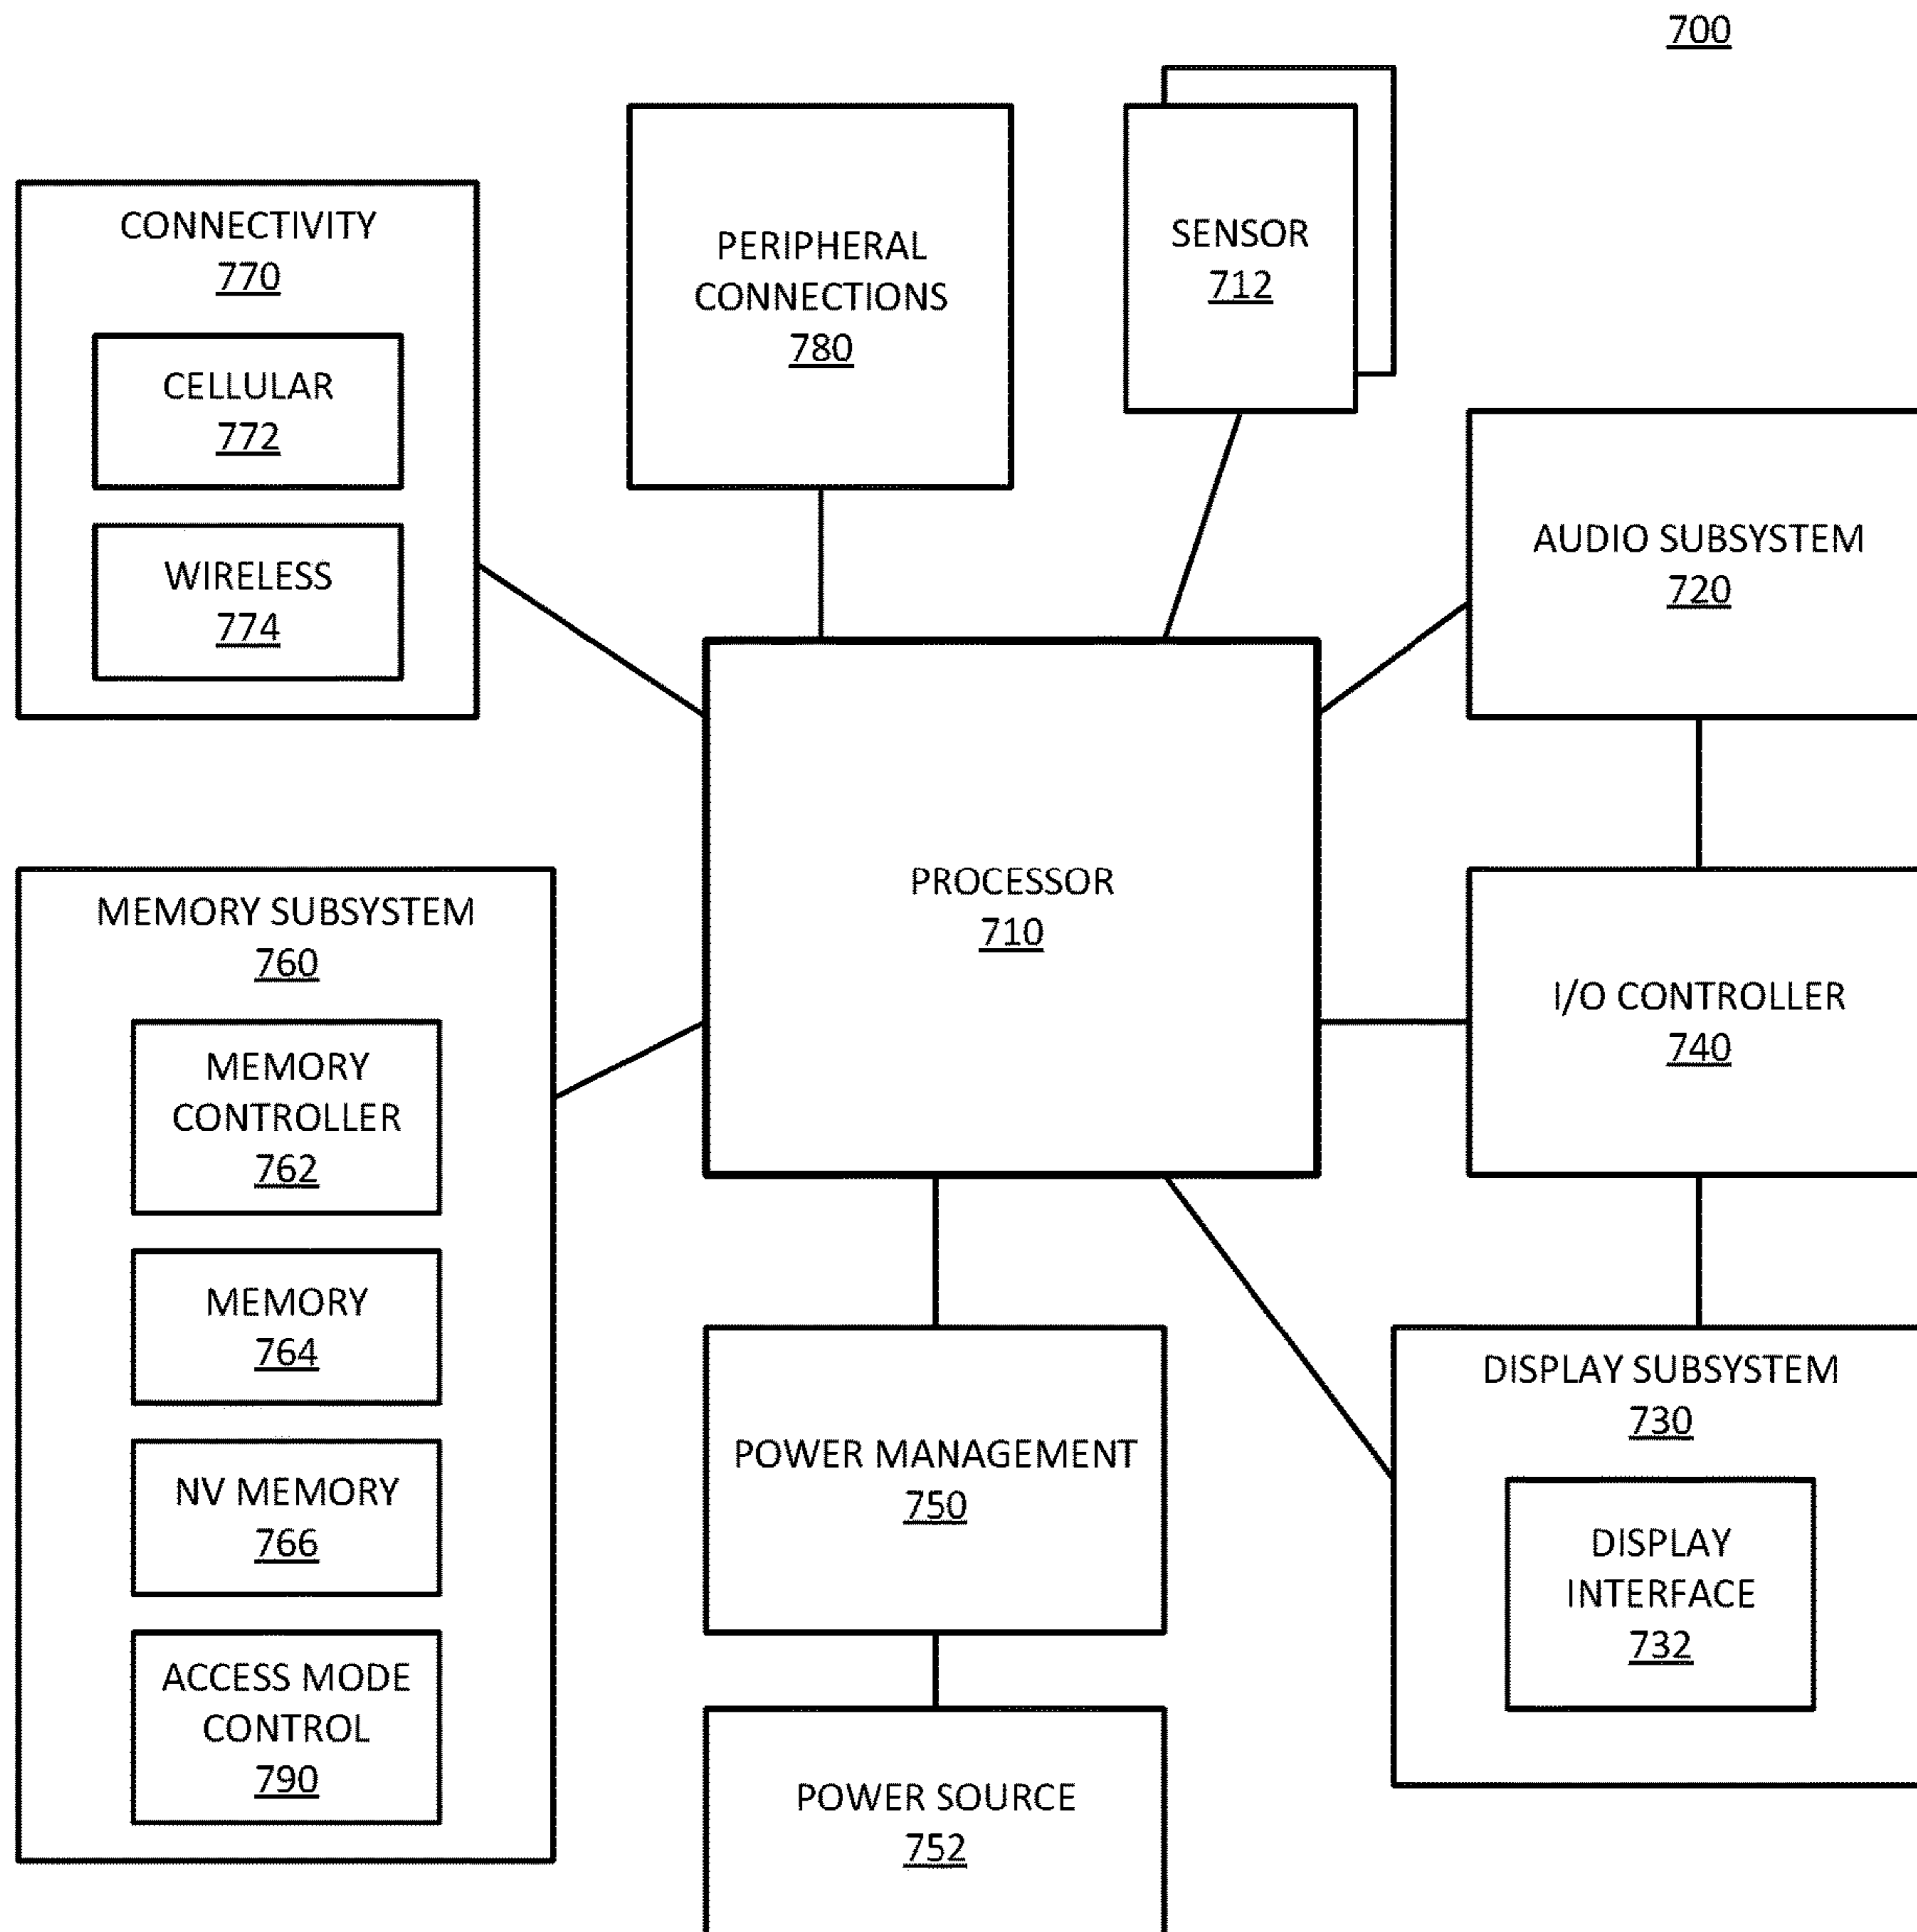 700
CONNECTIVITY
770
CELLULAR
772
WIRELESS
774
PERIPHERAL
CONNECTIONS
780
SENSOR
712
AUDIO SUBSYSTEM
720
PROCESSOR
710
MEMORY SUBSYSTEM
760
MEMORY
CONTROLLER
762
MEMORY
764
NV MEMORY
766
ACCESS MODE
CONTROL
790
I/O CONTROLLER
740
POWER MANAGEMENT
750
POWER SOURCE
752
DISPLAY SUBSYSTEM
730
DISPLAY
INTERFACE
732